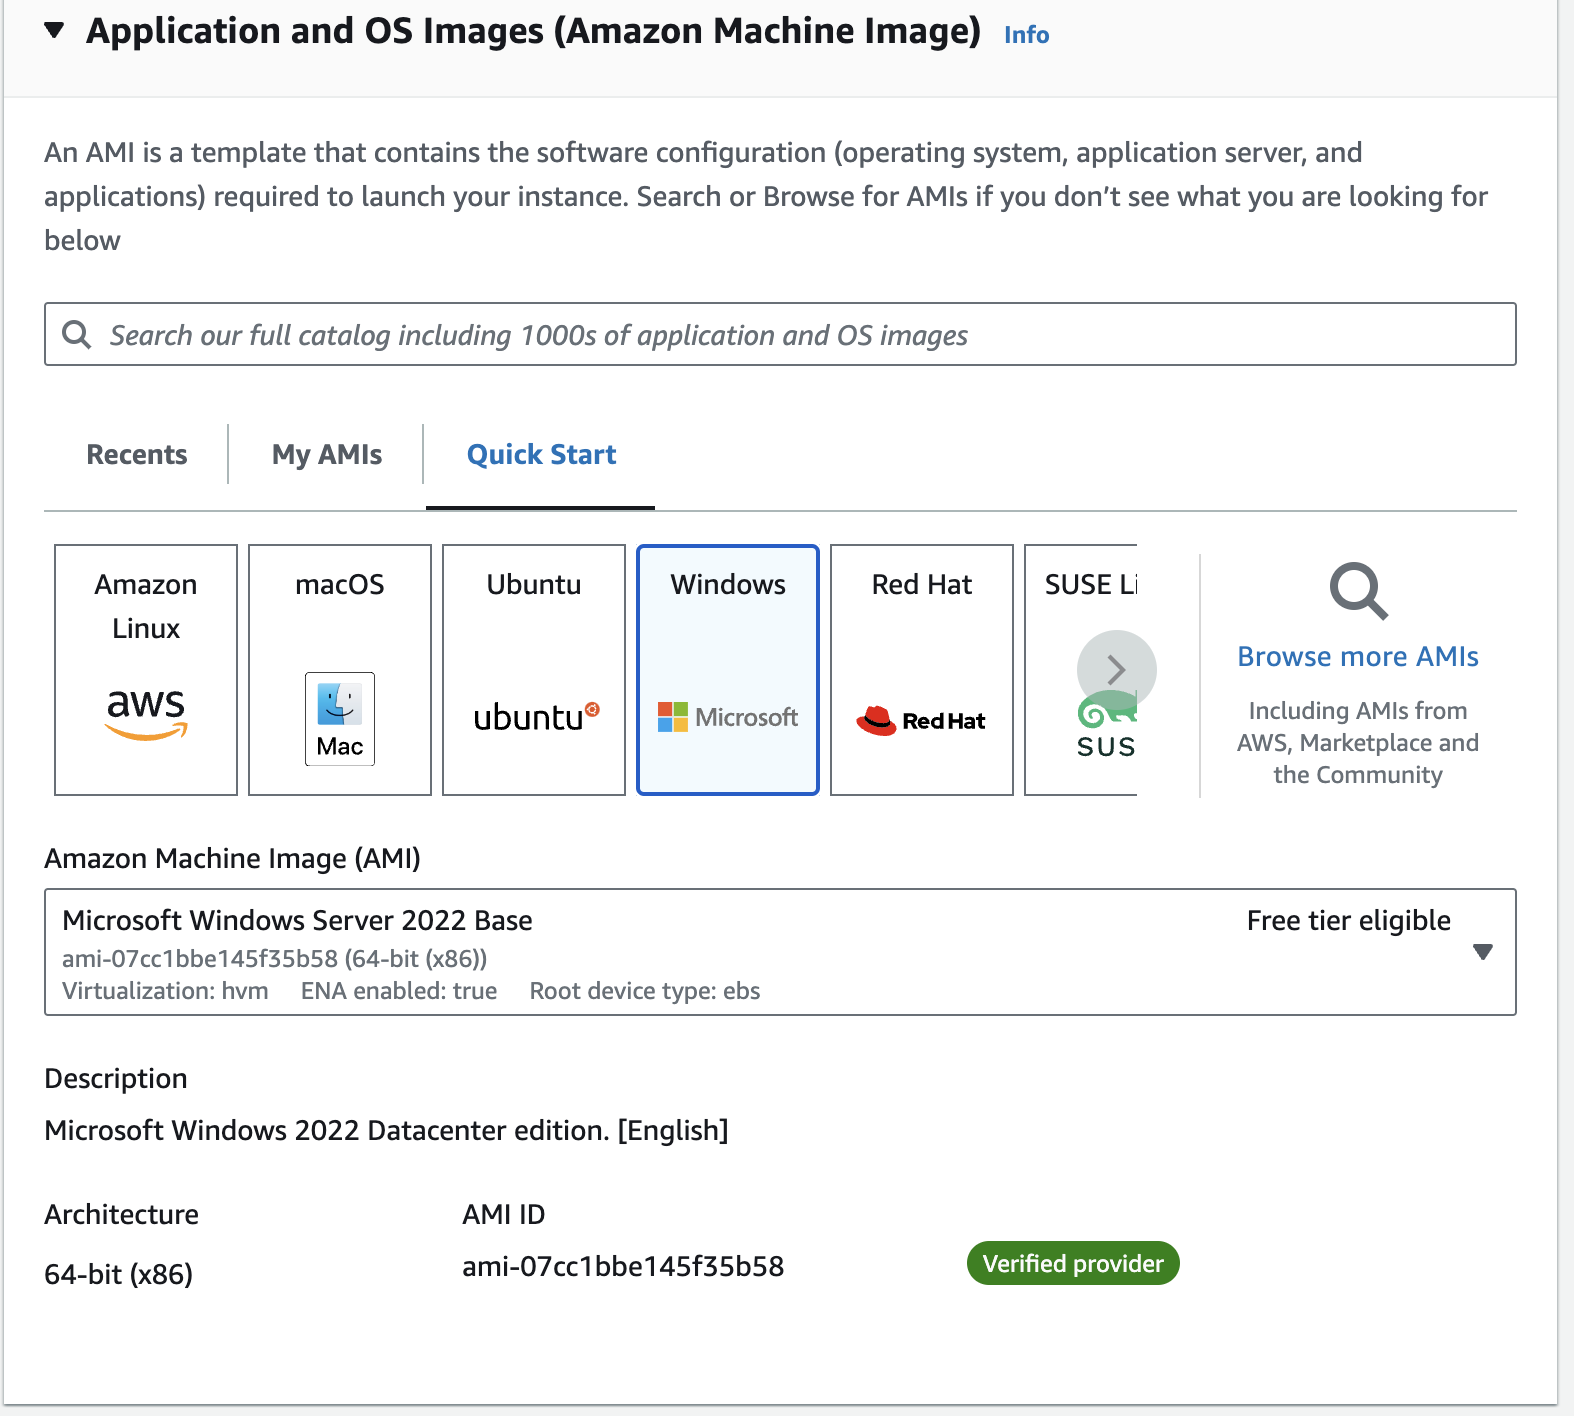 Application and OS Images (Amazon Machine Image) Info
An AMI is a template that contains the software configuration (operating system, application server, and
applications) required to launch your instance. Search or Browse for AMIs if you don’t see what you are looking for
below
Search our full catalog including 1000s of application and OS images
Recents
My AMIs
Quick Start
Amazon
Linux
aws
macOS
Mac
Ubuntu
ubuntu
Windows
Microsoft
Red Hat
Red Hat
SUSE Li
SUS
Browse more AMIs
Including AMIs from
AWS, Marketplace and
the Community
Amazon Machine Image (AMI)
Microsoft Windows Server 2022 Base
Free tier eligible
ami-07cc1bbe145f35b58 (64-bit (x86))
Virtualization: hvm ENA enabled: true Root device type: ebs
Description
Microsoft Windows 2022 Datacenter edition. [English]
Architecture
64-bit (x86)
AMI ID
ami-07cc1bbe145f35b58
Verified provider